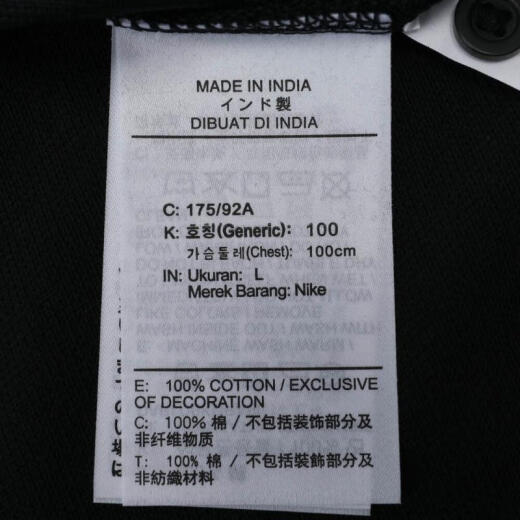 MADE IN INDIA
インド製
DIBUAT DI INDIA
C: 175/92A
K: 호칭(Generic): 100
가슴둘레(Chest): 100cm
IN: Ukuran: L
Merek Barang: Nike
E: 100% COTTON / EXCLUSIVE
OF DECORATION
C: 100% 棉 / 不包括装饰部分及
非纤维物质
T: 100% 棉 / 不包括裝飾部分及
非紡織材料